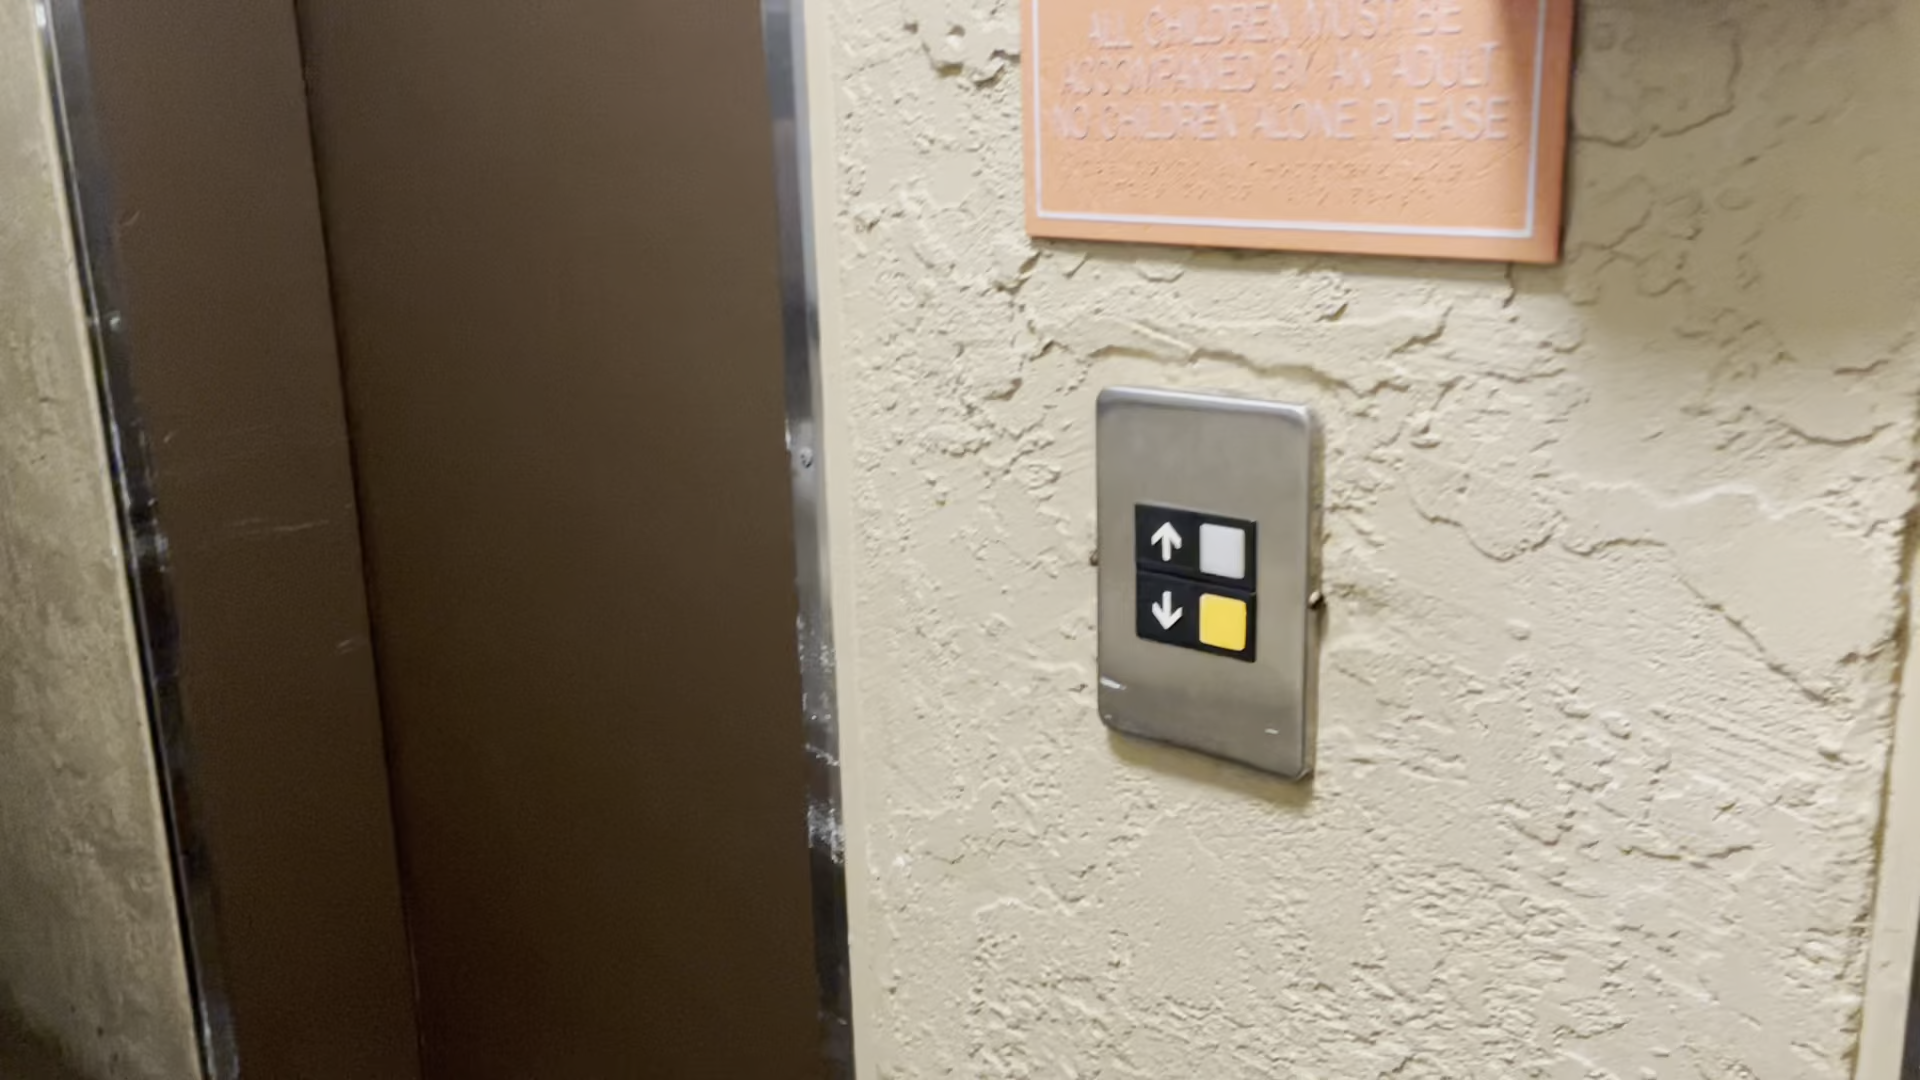 ALL CHILDREN MUST BE
ACCOMPANIED BY AN ADULT
NO CHILDREN ALONE PLEASE